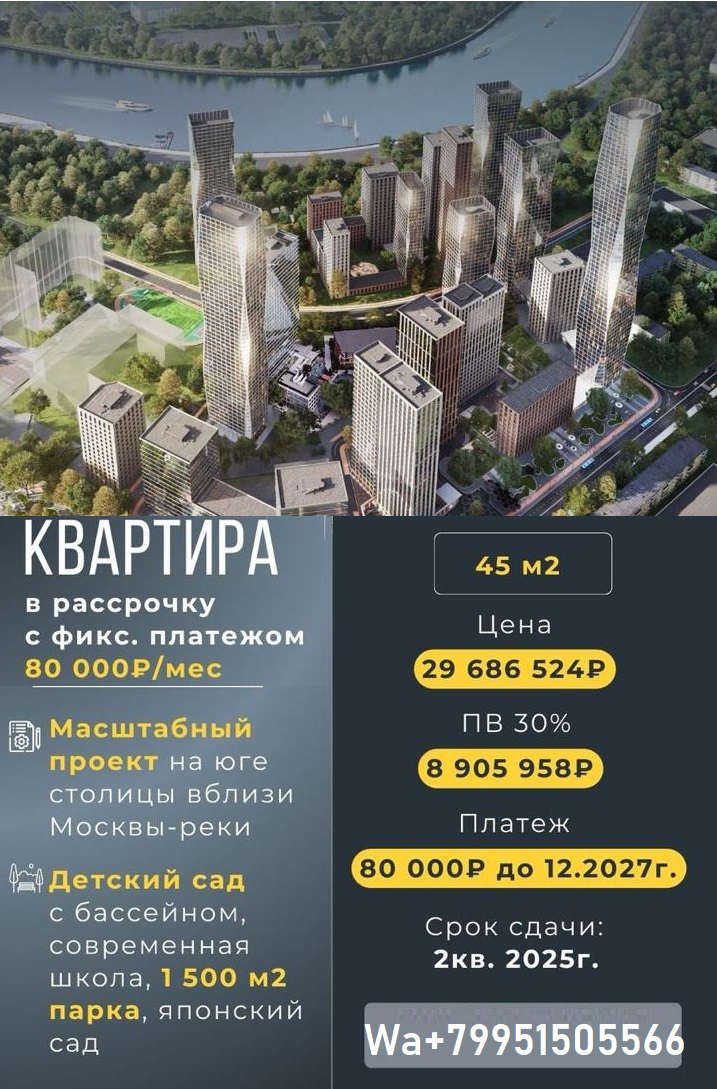 КВАРТИРА
в рассрочку
с фикс. платежом
80 000₽/мес
Масштабный
проект на юге
столицы вблизи
Москвы-реки
Детский сад
с бассейном,
современная
школа, 1 500 м2
парка, японский
сад
45 м2
Цена
29 686 524₽
ПВ 30%
8 905 958₽
Платеж
80 000₽ до 12.2027г.
Срок сдачи:
2кв. 2025г.
Wa+79951505566